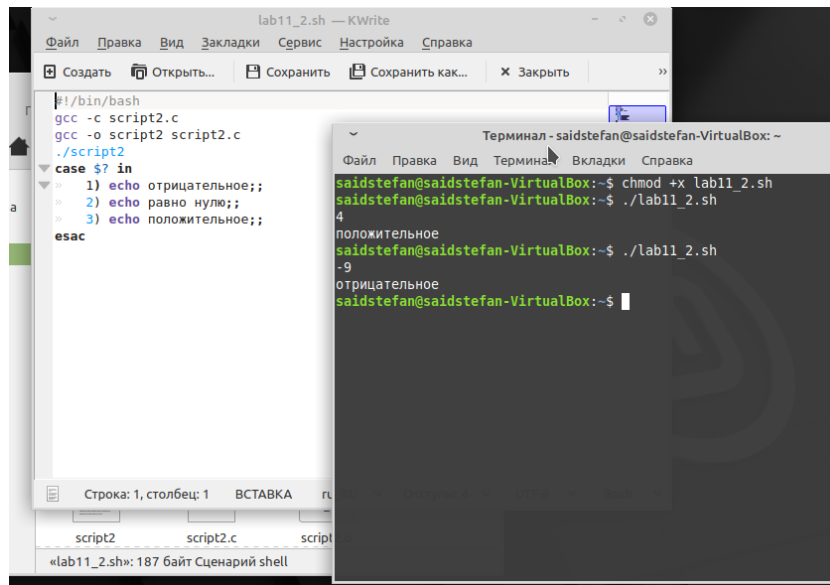 lab11_2.sh — KWrite
Файл Правка Вид Закладки Сервис Настройка Справка
Создать Открыть... Сохранить Сохранить как... Закрыть »
#!/bin/bash
gcc -c script2.c
gcc -o script2 script2.c
./script2
case $? in
» 1) echo отрицательное;;
» 2) echo равно нулю;;
» 3) echo положительное;;
esac
Строка: 1, столбец: 1 ВСТАВКА
script2 script2.c script
«lab11_2.sh»: 187 байт Сценарий shell
а
Терминал - saidstefan@saidstefan-VirtualBox: ~
Файл Правка Вид Терминал Вкладки Справка
saidstefan@saidstefan-VirtualBox:~$ chmod +x lab11_2.sh
saidstefan@saidstefan-VirtualBox:~$ ./lab11_2.sh
4
положительное
saidstefan@saidstefan-VirtualBox:~$ ./lab11_2.sh
-9
отрицательное
saidstefan@saidstefan-VirtualBox:~$